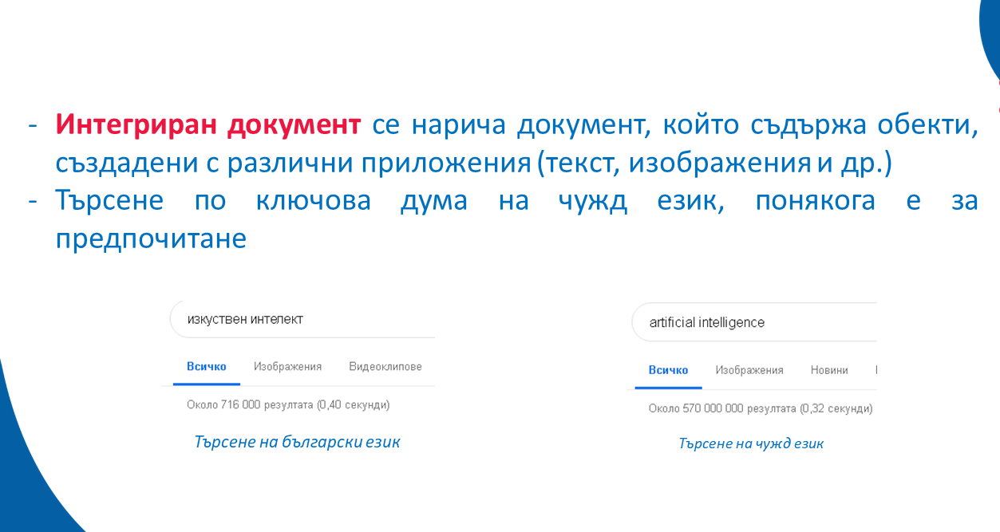 - Интегриран документ се нарича документ, който съдържа обекти,
създадени с различни приложения (текст, изображения и др.)
- Търсене по ключова дума на чужд език, понякога е за
предпочитане
изкуствен интелект
Всичко Изображения Видеоклипове
Около 716 000 резултата (0,40 секунди)
Търсене на български език
artificial intelligence
Всичко Изображения Новини
Около 570 000 000 резултата (0,32 секунди)
Търсене на чужд език